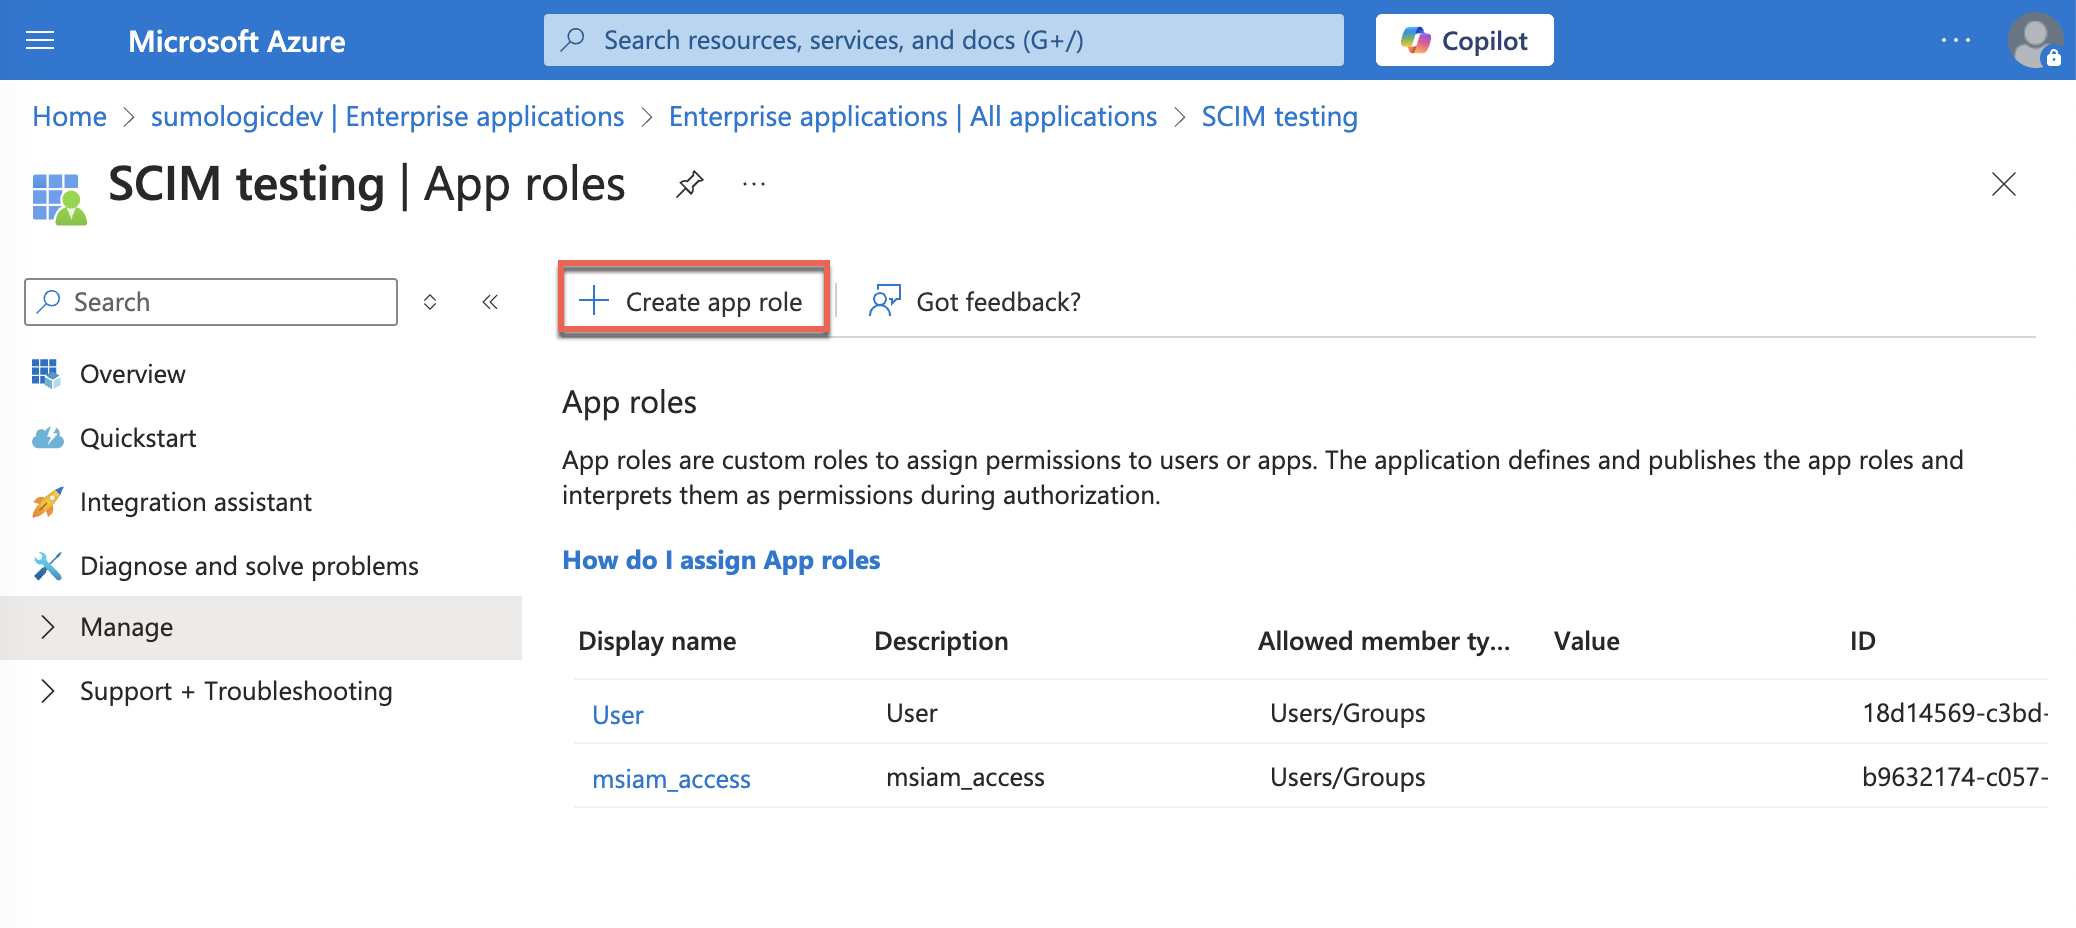 Microsoft Azure
Search resources, services, and docs (G+/)
Copilot
Home > sumologicdev | Enterprise applications > Enterprise applications | All applications > SCIM testing
SCIM testing | App roles
Search
Create app role
Got feedback?
Overview
Quickstart
Integration assistant
Diagnose and solve problems
Manage
Support + Troubleshooting
App roles
App roles are custom roles to assign permissions to users or apps. The application defines and publishes the app roles and
interprets them as permissions during authorization.
How do I assign App roles
Display name Description Allowed member ty... Value ID
User User Users/Groups 18d14569-c3bd-
msiam_access msiam_access Users/Groups b9632174-c057-